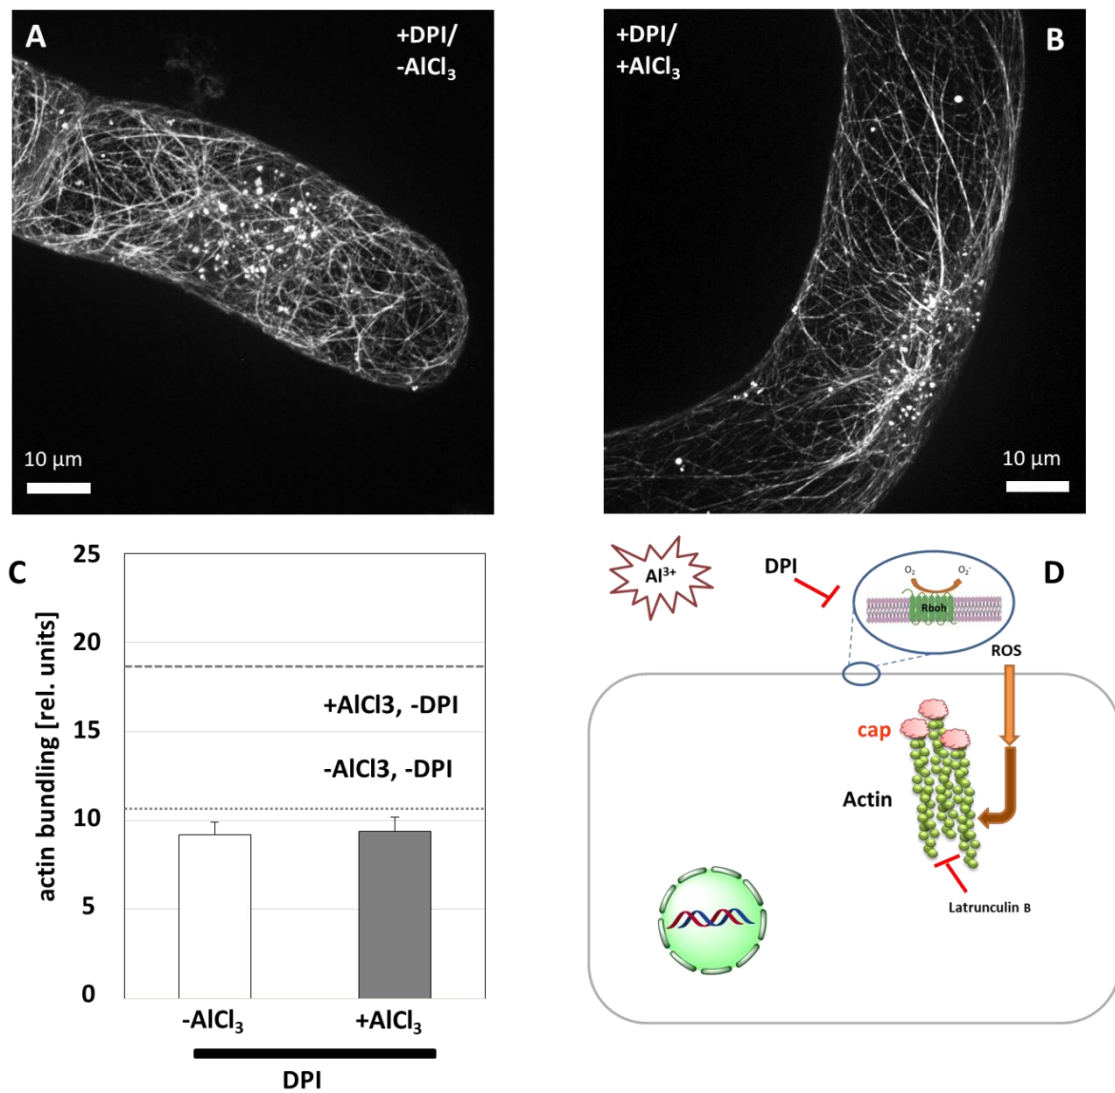 A
+DPI/
-AlCl₃
10 µm
+DPI/
+AlCl₃
B
10 µm
C
actin bundling [rel. units]
25
20
15
10
5
0
+AlCl3, -DPI
-AlCl3, -DPI
-AlCl₃
+AlCl₃
DPI
D
Al³⁺
DPI
O₂
O₂⁻
Rboh
ROS
cap
Actin
Latrunculin B